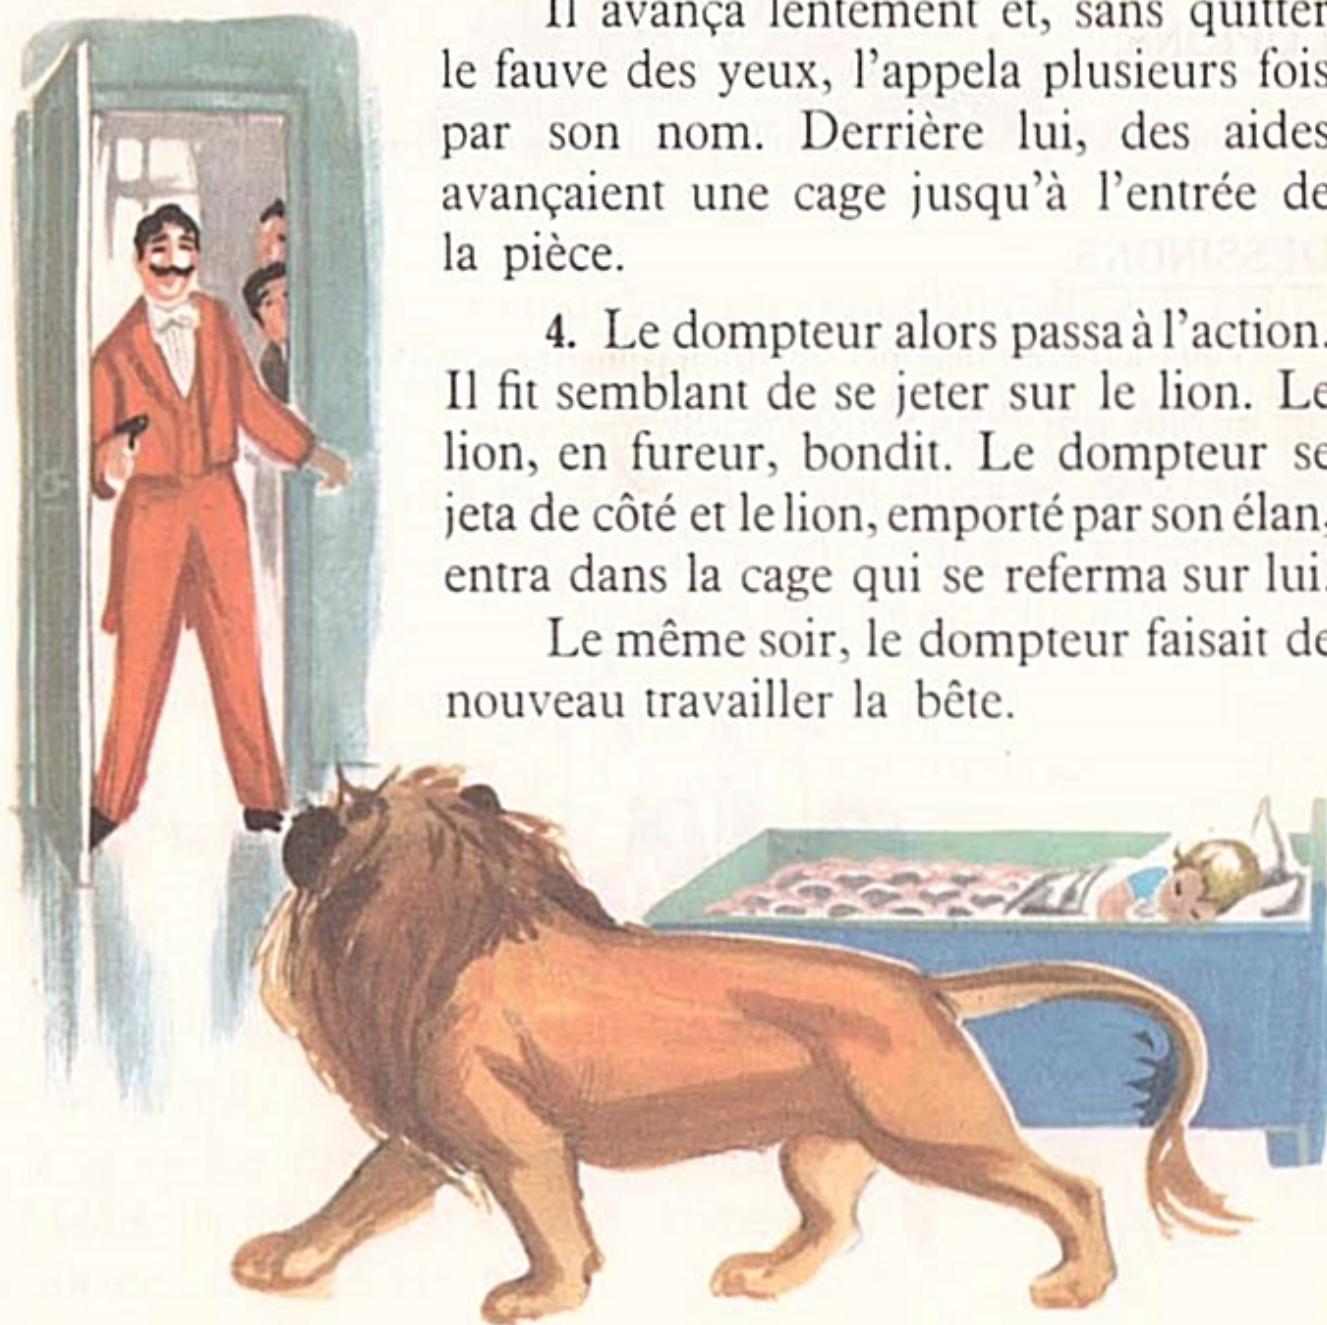 Il avança lentement et, sans quitter
le fauve des yeux, l’appela plusieurs fois
par son nom. Derrière lui, des aides
avançaient une cage jusqu’à l’entrée de
la pièce.
4. Le dompteur alors passa à l’action.
Il fit semblant de se jeter sur le lion. Le
lion, en fureur, bondit. Le dompteur se
jeta de côté et le lion, emporté par son élan,
entra dans la cage qui se referma sur lui.
Le même soir, le dompteur faisait de
nouveau travailler la bête.